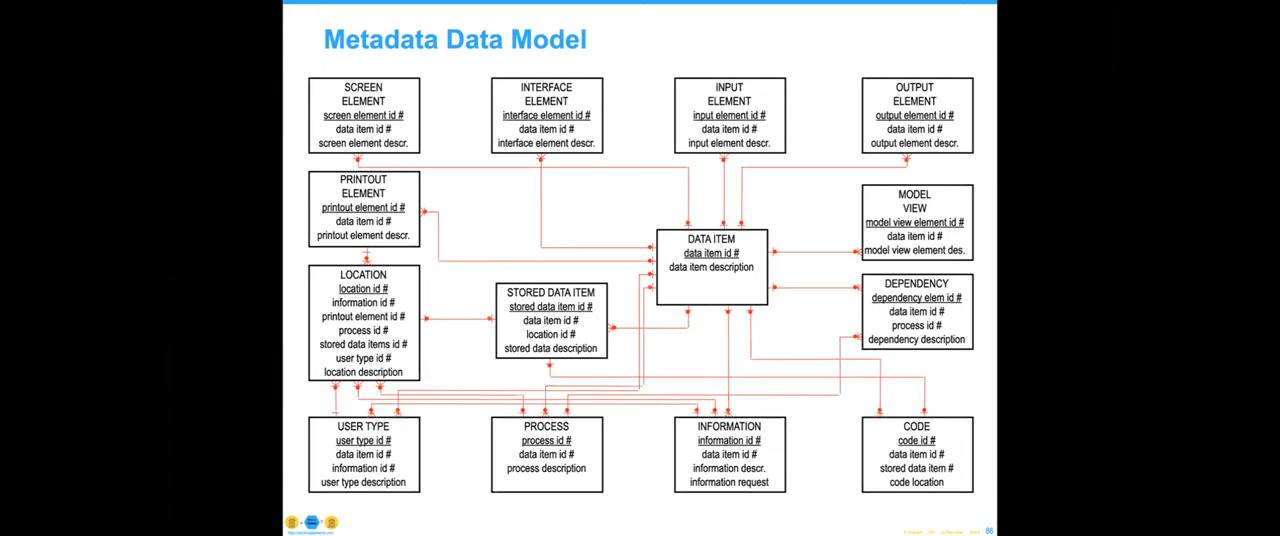 Metadata Data Model
SCREEN
ELEMENT
screen element id #
data item id #
screen element descr.
INTERFACE
ELEMENT
interface element id #
data item id #
interface element descr.
INPUT
ELEMENT
input element id #
data item id #
input element descr.
OUTPUT
ELEMENT
output element id #
data item id #
output element descr.
PRINTOUT
ELEMENT
printout element id #
data item id #
printout element descr.
MODEL
VIEW
model view element id #
data item id #
model view element des.
DATA ITEM
data item id #
data item description
LOCATION
location id #
information id #
printout element id #
process id #
stored data items id #
user type id #
location description
STORED DATA ITEM
stored data item id #
data item id #
location id #
stored data description
DEPENDENCY
dependency elem id #
data item id #
process id #
dependency description
USER TYPE
user type id #
data item id #
information id #
user type description
PROCESS
process id #
data item id #
process description
INFORMATION
information id #
data item id #
information descr.
information request
CODE
code id #
data item id #
stored data item #
code location
86